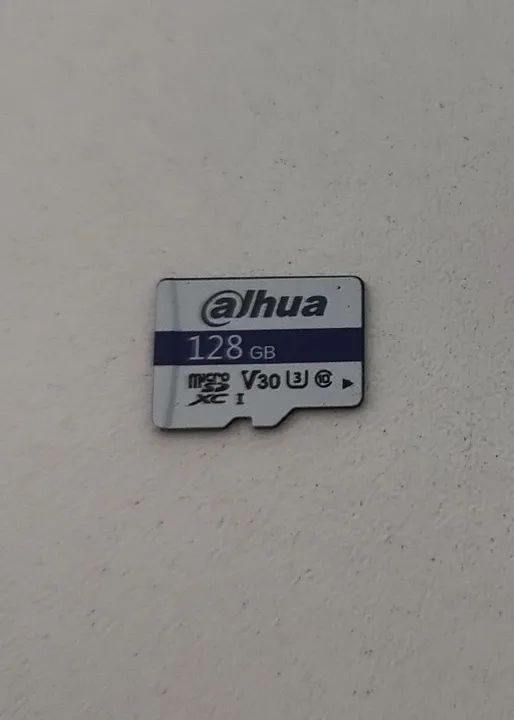 alhua
128 GB
micro SD XC I V30 U3 10